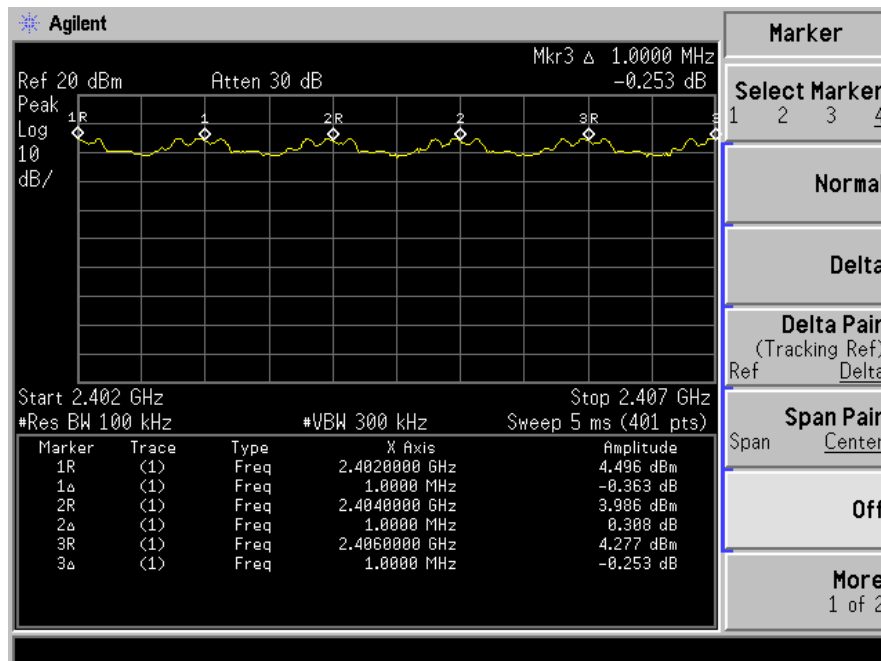 Agilent
Marker
Mkr3 Δ 1.0000 MHz
Ref 20 dBm Atten 30 dB -0.253 dB
Peak
Log
10
dB/
1R 1 2R 2 3R 3
Start 2.402 GHz Stop 2.407 GHz
#Res BW 100 kHz #VBW 300 kHz Sweep 5 ms (401 pts)
Marker Trace Type X Axis Amplitude
1R (1) Freq 2.4020000 GHz 4.496 dBm
1Δ (1) Freq 1.0000 MHz -0.363 dB
2R (1) Freq 2.4040000 GHz 3.986 dBm
2Δ (1) Freq 1.0000 MHz 0.308 dB
3R (1) Freq 2.4060000 GHz 4.277 dBm
3Δ (1) Freq 1.0000 MHz -0.253 dB
Select Marker
1 2 3 4
Normal
Delta
Delta Pair
(Tracking Ref)
Ref Delta
Span Pair
Span Center
Off
More
1 of 2